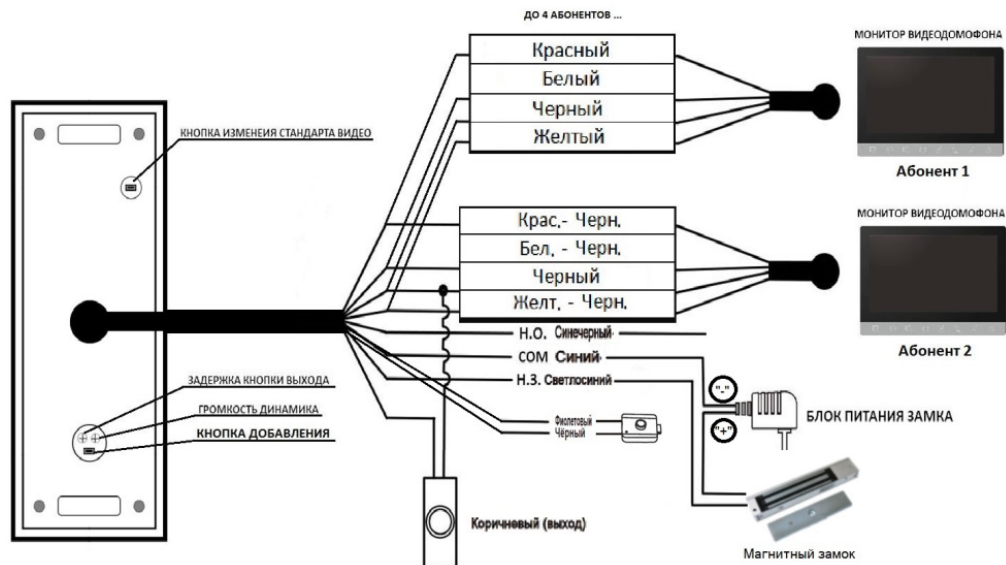 ДО 4 АБОНЕНТОВ ...
МОНИТОР ВИДЕОДОМОФОНА
Красный
Белый
Черный
Желтый
Абонент 1
КНОПКА ИЗМЕНЕИЯ СТАНДАРТА ВИДЕО
МОНИТОР ВИДЕОДОМОФОНА
Крас.- Черн.
Бел. - Черн.
Черный
Желт. - Черн.
Абонент 2
Н.О. Синечерный
COM Синий
Н.З. Светлосиний
"-"
"+"
БЛОК ПИТАНИЯ ЗАМКА
Фиолетовый
Чёрный
ЗАДЕРЖКА КНОПКИ ВЫХОДА
ГРОМКОСТЬ ДИНАМИКА
КНОПКА ДОБАВЛЕНИЯ
Коричневый (выход)
Магнитный замок